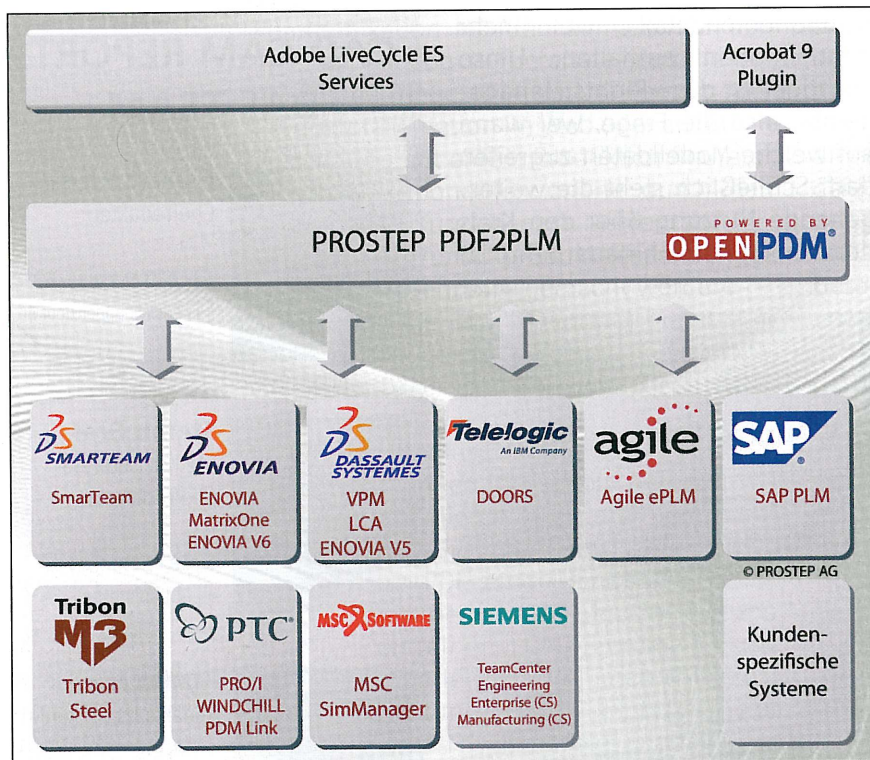 Adobe LiveCycle ES
Services
Acrobat 9
Plugin
PROSTEP PDF2PLM
POWERED BY
OPENPDM®
DS
SMARTEAM
SmarTeam
DS
ENOVIA
ENOVIA
MatrixOne
ENOVIA V6
DS
DASSAULT
SYSTEMES
VPM
LCA
ENOVIA V5
Telelogic
An IBM Company
DOORS
agile
Agile ePLM
SAP®
SAP PLM
© PROSTEP AG
Tribon
M3
Tribon
Steel
PTC®
PRO/I
WINDCHILL
PDM Link
MSC SOFTWARE
MSC
SimManager
SIEMENS
TeamCenter
Engineering
Enterprise (CS)
Manufacturing (CS)
Kunden-
spezifische
Systeme